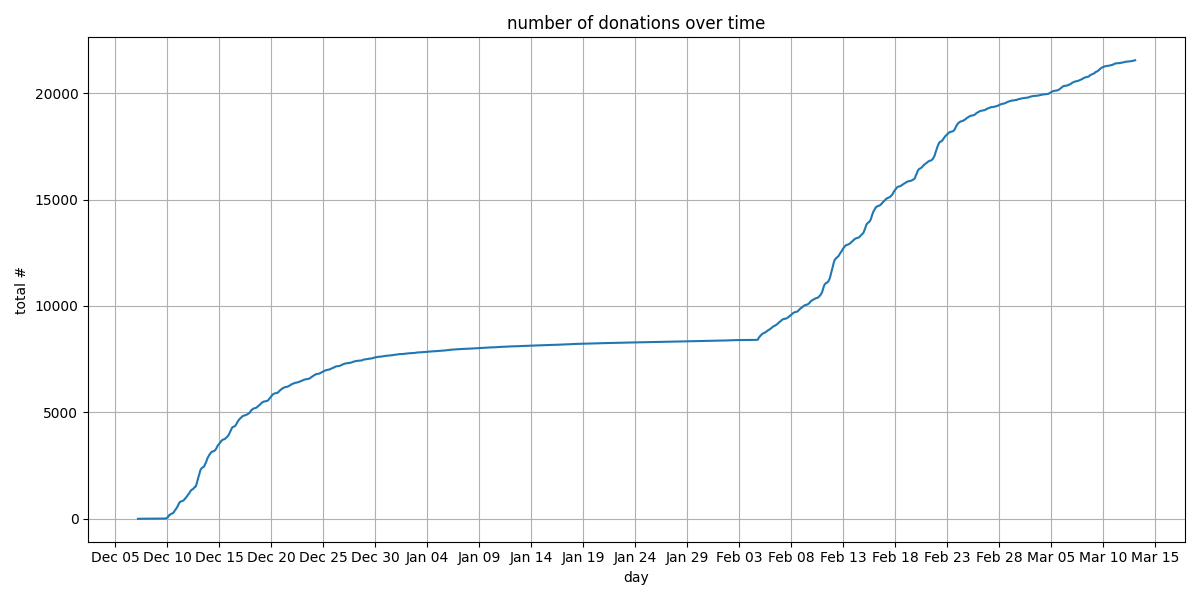 number of donations over time
total #
20000
15000
10000
5000
0
Dec 05 Dec 10 Dec 15 Dec 20 Dec 25 Dec 30 Jan 04 Jan 09 Jan 14 Jan 19 Jan 24 Jan 29 Feb 03 Feb 08 Feb 13 Feb 18 Feb 23 Feb 28 Mar 05 Mar 10 Mar 15
day